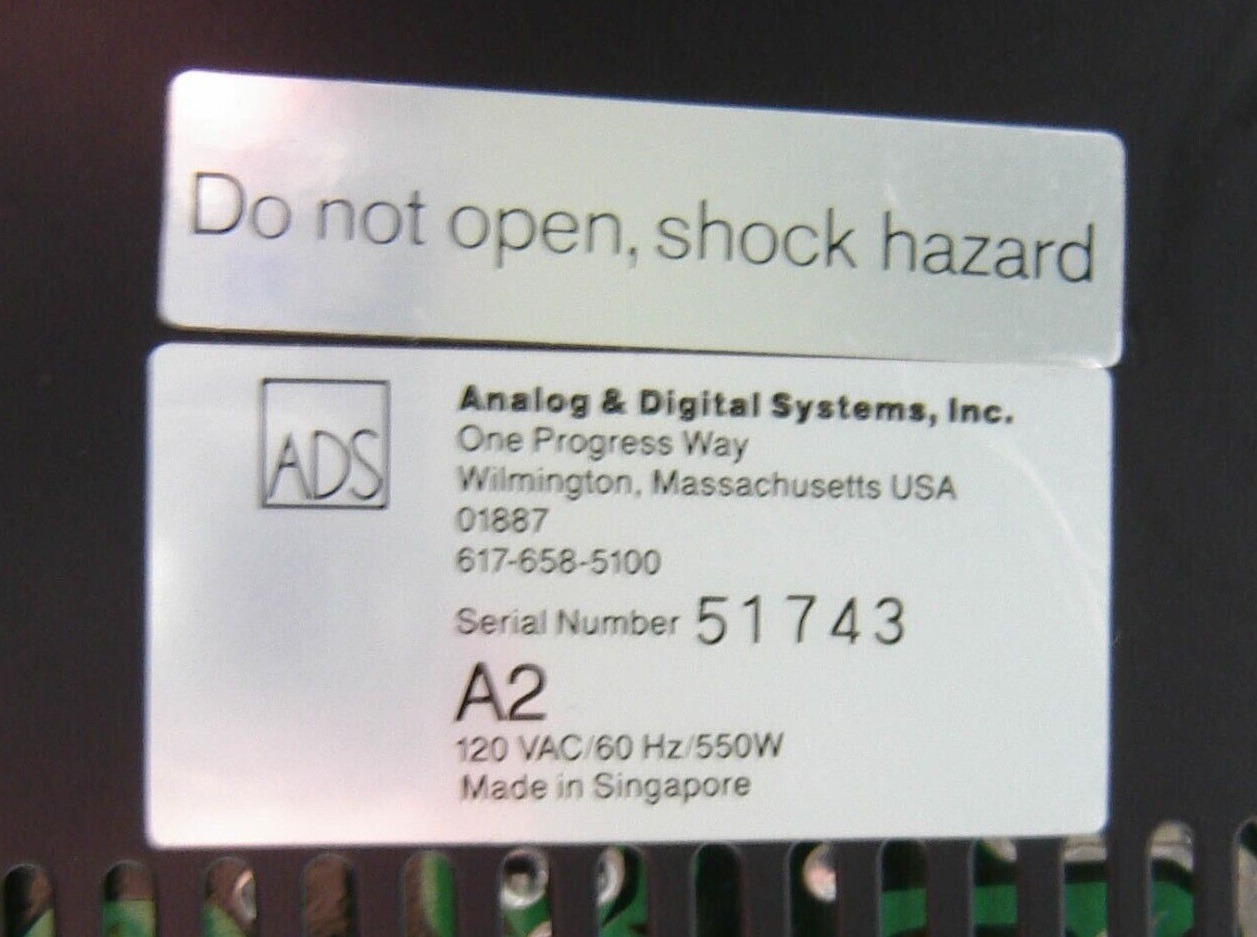 Do not open, shock hazard
ADS
Analog & Digital Systems, Inc.
One Progress Way
Wilmington, Massachusetts USA
01887
617-658-5100
Serial Number 51743
A2
120 VAC/60 Hz/550W
Made in Singapore